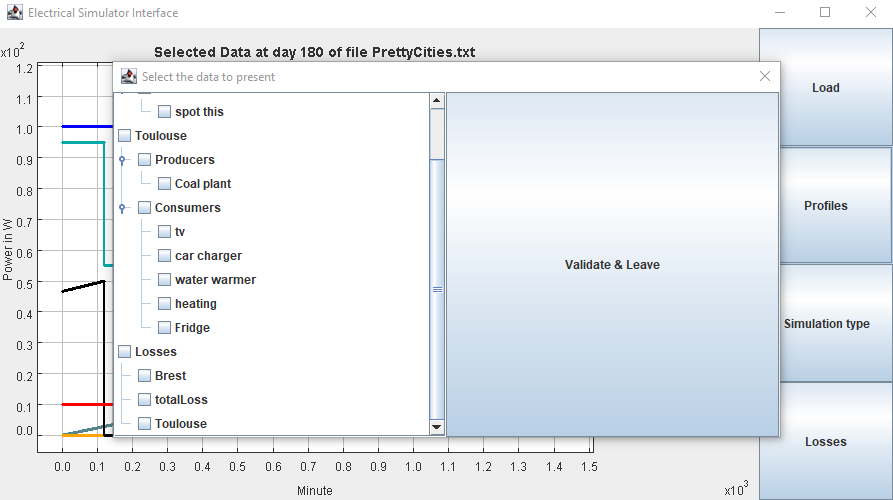 Electrical Simulator Interface
x10²
Selected Data at day 180 of file PrettyCities.txt
Select the data to present
spot this
Toulouse
Producers
Coal plant
Consumers
tv
car charger
water warmer
heating
Fridge
Losses
Brest
totalLoss
Toulouse
Validate & Leave
Load
Profiles
Simulation type
Losses
Power in W
1.2
1.1
1.0
0.9
0.8
0.7
0.6
0.5
0.4
0.3
0.2
0.1
0.0
0.0 0.1 0.2 0.3 0.4 0.5 0.6 0.7 0.8 0.9 1.0 1.1 1.2 1.3 1.4 1.5
Minute
x10³